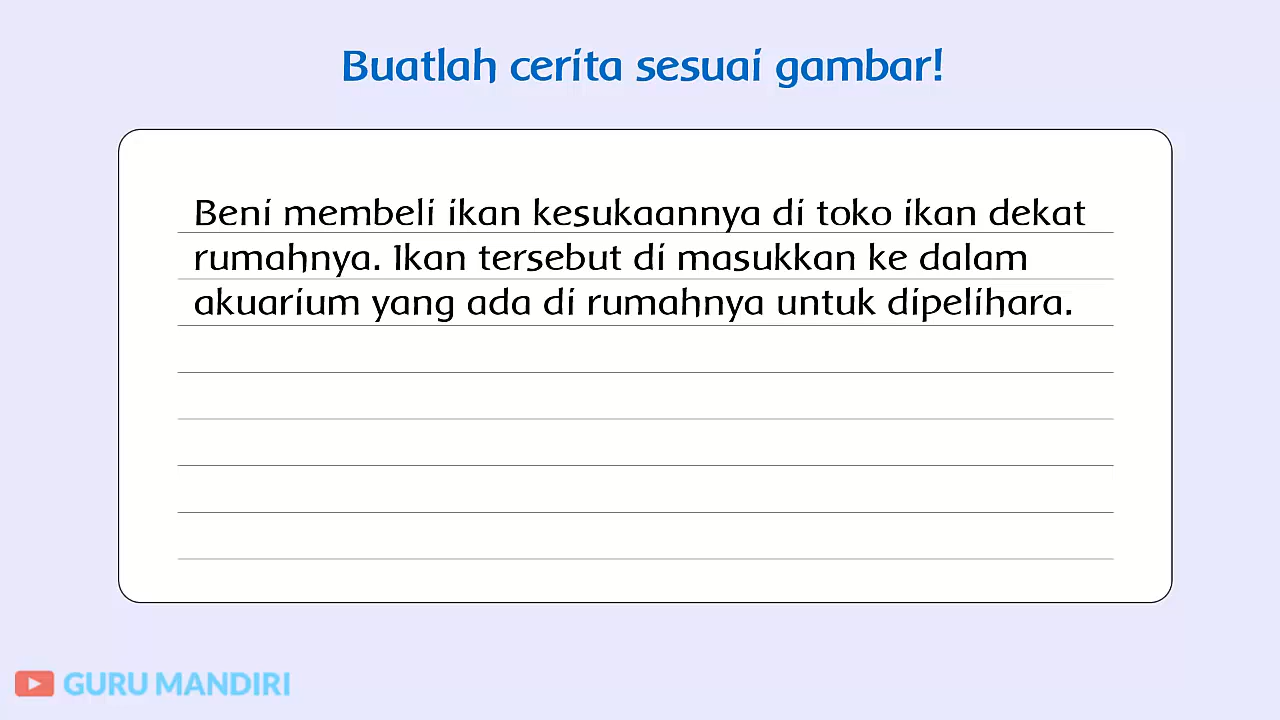 Buatlah cerita sesuai gambar!
Beni membeli ikan kesukaannya di toko ikan dekat
rumahnya. Ikan tersebut di masukkan ke dalam
akuarium yang ada di rumahnya untuk dipelihara.
GURU MANDIRI